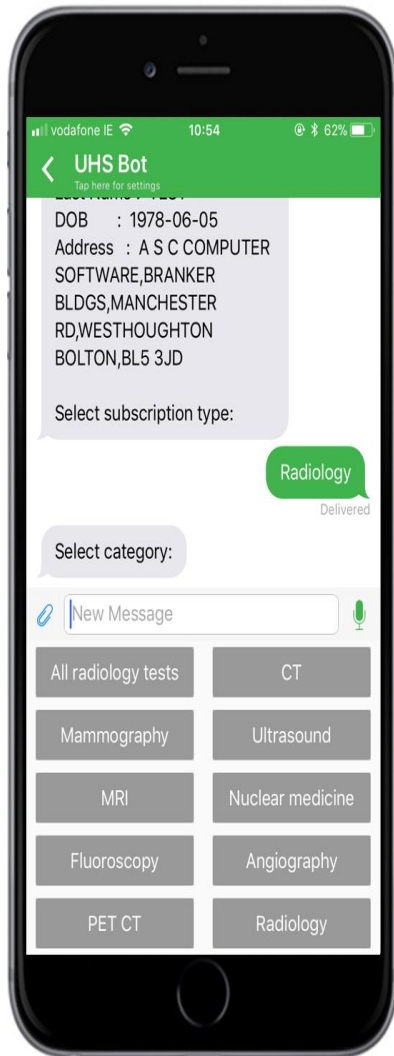 vodafone IE 10:54 62%
UHS Bot
Tap here for settings
DOB : 1978-06-05
Address : A S C COMPUTER
SOFTWARE,BRANKER
BLDGS,MANCHESTER
RD,WESTHOUGHTON
BOLTON,BL5 3JD
Select subscription type:
Radiology
Delivered
Select category:
New Message
All radiology tests CT
Mammography Ultrasound
MRI Nuclear medicine
Fluoroscopy Angiography
PET CT Radiology